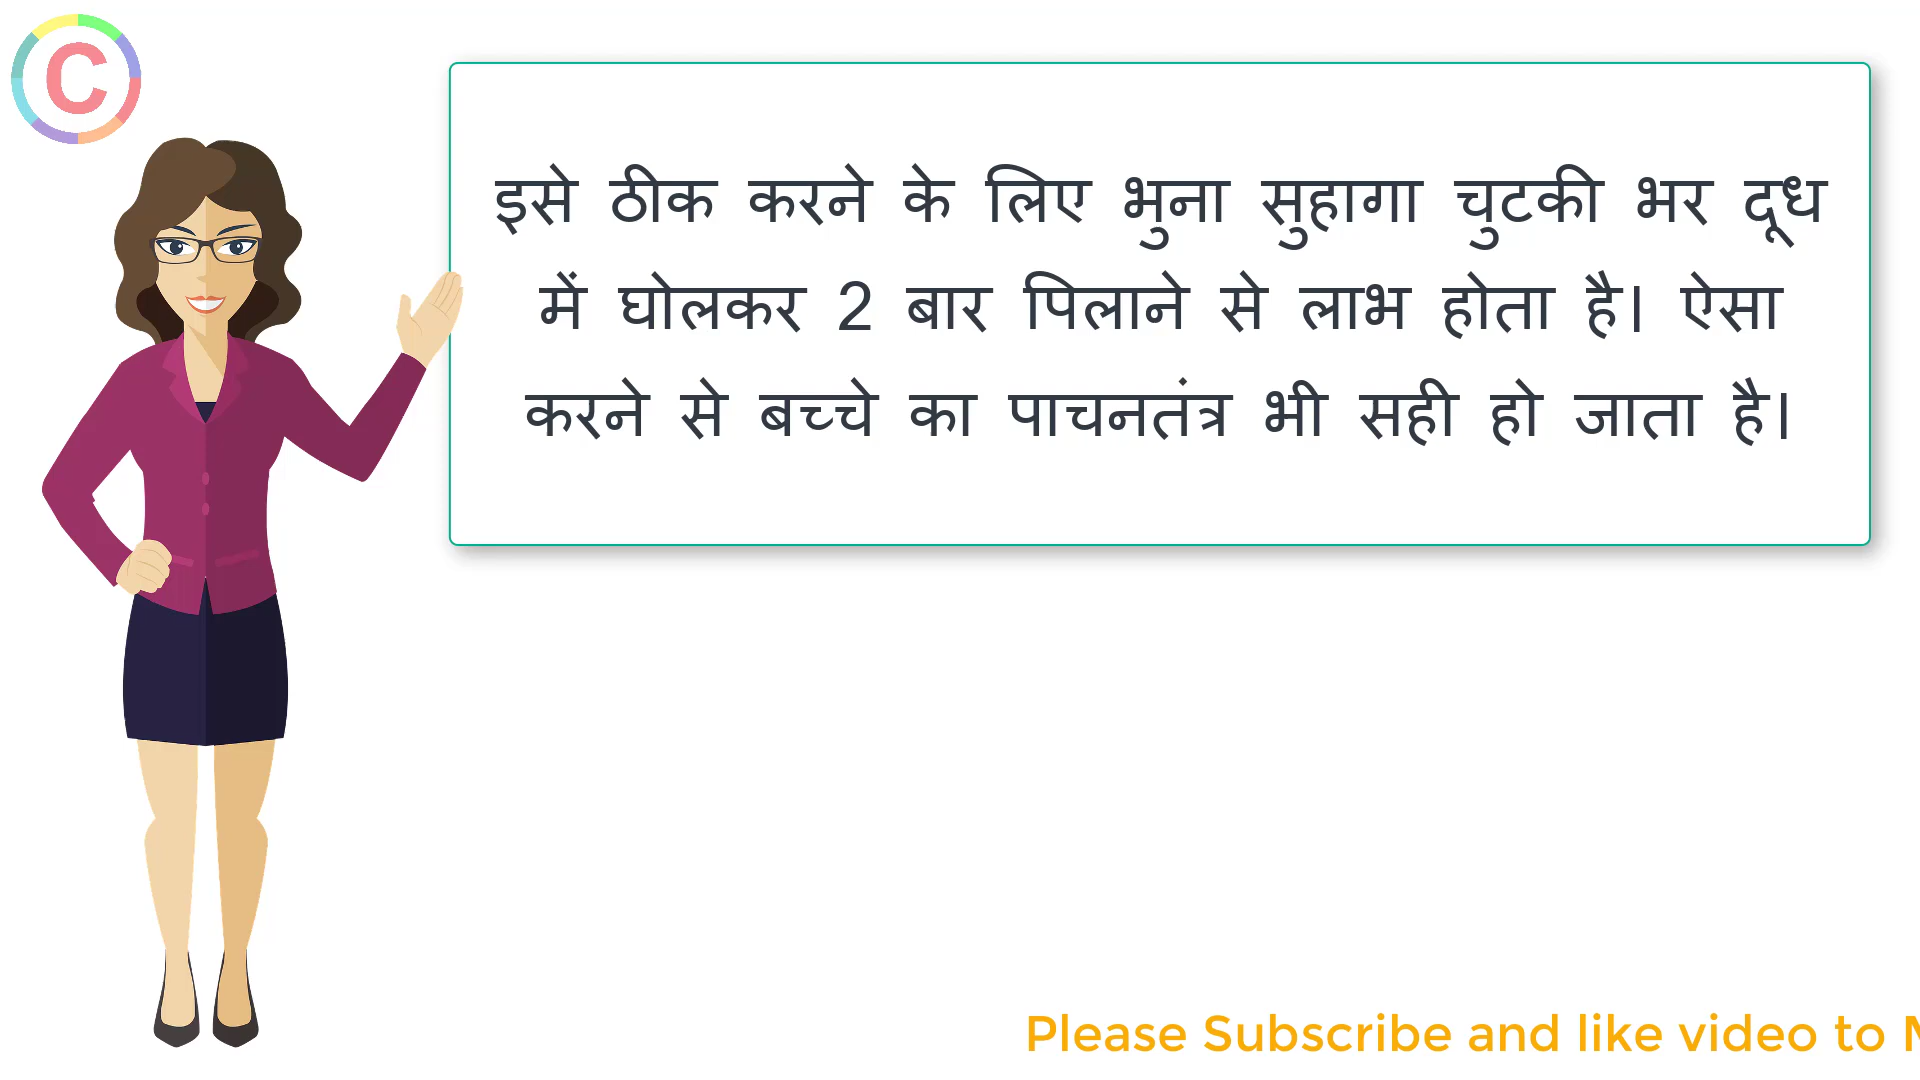 C
इसे ठीक करने के लिए भुना सुहागा चुटकी भर दूध
में घोलकर 2 बार पिलाने से लाभ होता है। ऐसा
करने से बच्चे का पाचनतंत्र भी सही हो जाता है।
Please Subscribe and like video to